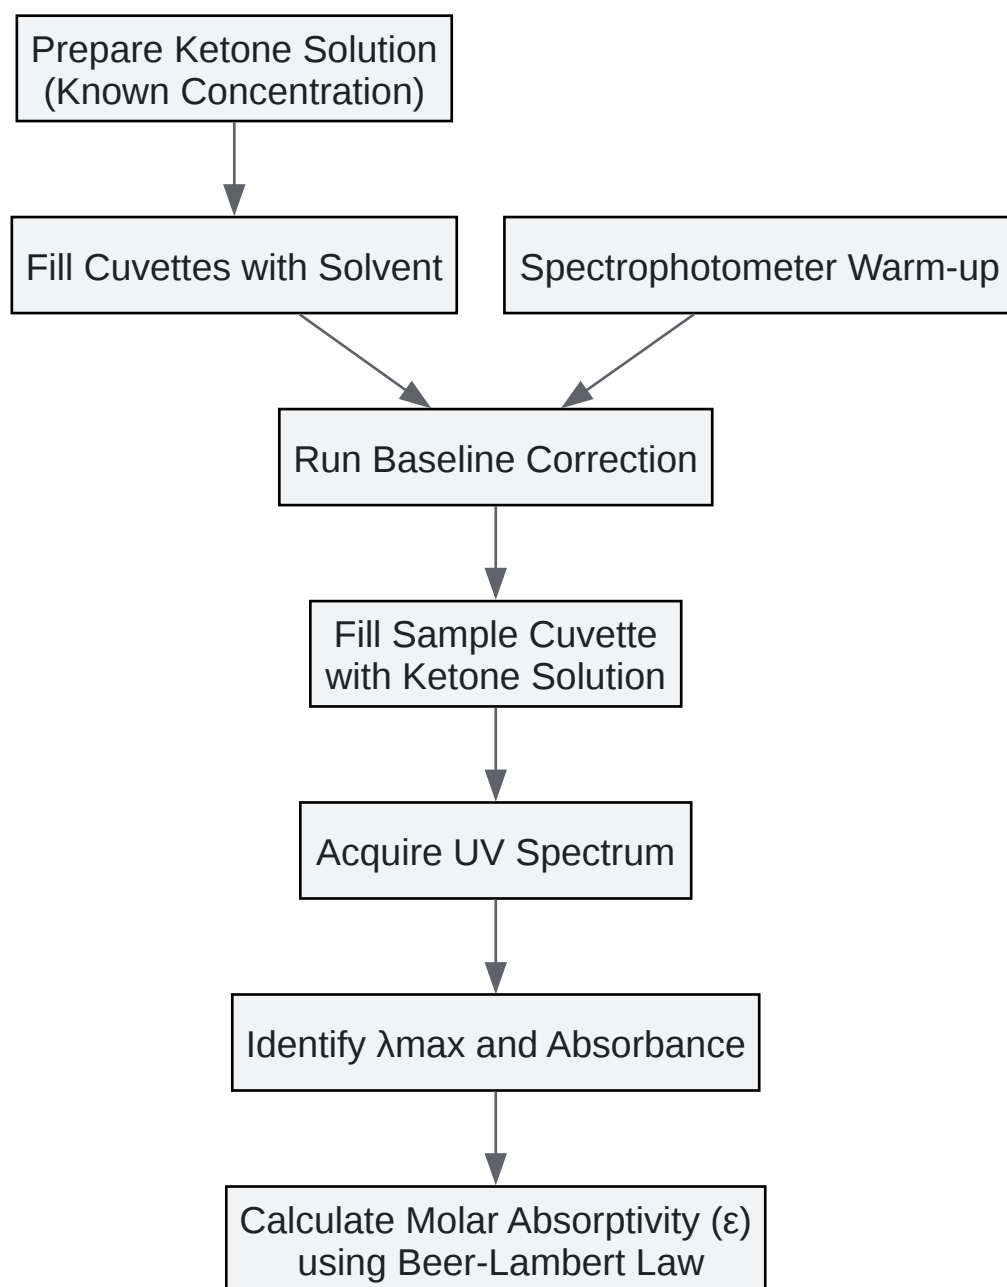 Prepare Ketone Solution
(Known Concentration)
Fill Cuvettes with Solvent
Spectrophotometer Warm-up
Run Baseline Correction
Fill Sample Cuvette
with Ketone Solution
Acquire UV Spectrum
Identify λmax and Absorbance
Calculate Molar Absorptivity (ε)
using Beer-Lambert Law